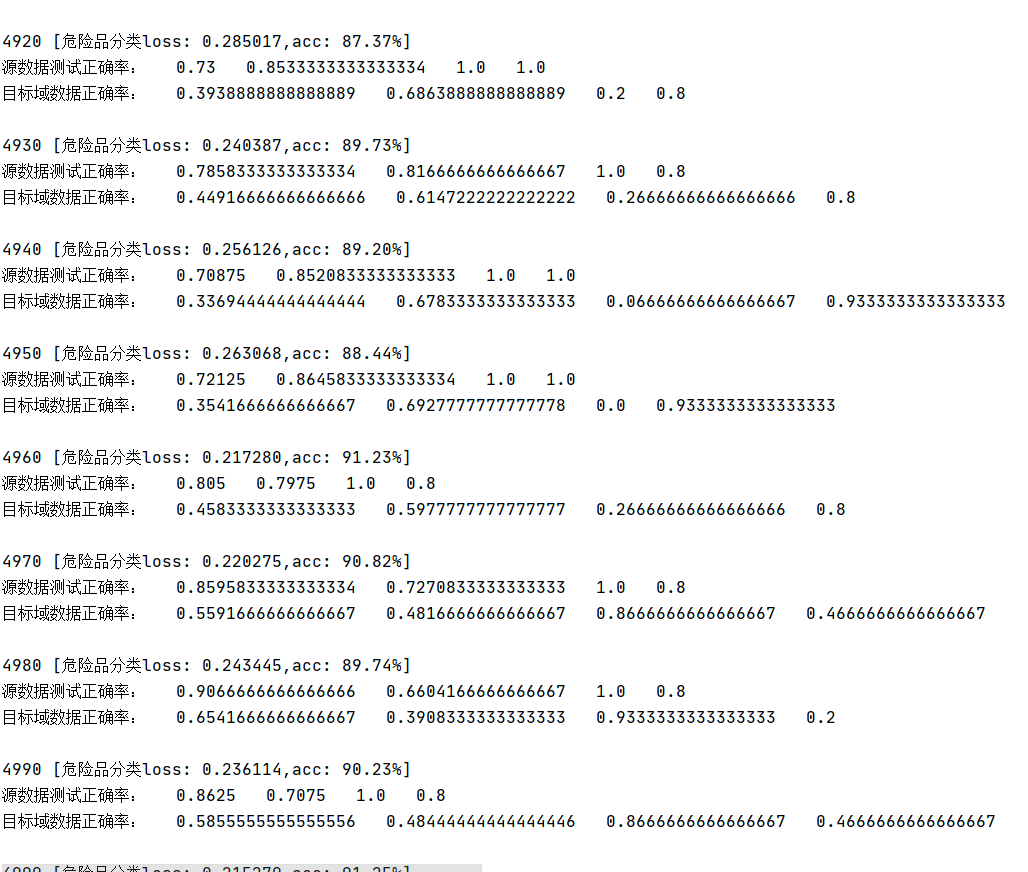 4920 [危险品分类loss: 0.285017,acc: 87.37%]
源数据测试正确率:   0.73   0.8533333333333334   1.0   1.0
目标域数据正确率:   0.3938888888888889   0.6863888888888889   0.2   0.8
4930 [危险品分类loss: 0.240387,acc: 89.73%]
源数据测试正确率:   0.7858333333333334   0.8166666666666667   1.0   0.8
目标域数据正确率:   0.44916666666666666   0.6147222222222222   0.26666666666666666   0.8
4940 [危险品分类loss: 0.256126,acc: 89.20%]
源数据测试正确率:   0.70875   0.8520833333333333   1.0   1.0
目标域数据正确率:   0.33694444444444444   0.6783333333333333   0.06666666666666667   0.9333333333333333
4950 [危险品分类loss: 0.263068,acc: 88.44%]
源数据测试正确率:   0.72125   0.8645833333333334   1.0   1.0
目标域数据正确率:   0.3541666666666667   0.6927777777777778   0.0   0.9333333333333333
4960 [危险品分类loss: 0.217280,acc: 91.23%]
源数据测试正确率:   0.805   0.7975   1.0   0.8
目标域数据正确率:   0.4583333333333333   0.5977777777777777   0.26666666666666666   0.8
4970 [危险品分类loss: 0.220275,acc: 90.82%]
源数据测试正确率:   0.8595833333333334   0.7270833333333333   1.0   0.8
目标域数据正确率:   0.5591666666666667   0.4816666666666667   0.8666666666666667   0.4666666666666667
4980 [危险品分类loss: 0.243445,acc: 89.74%]
源数据测试正确率:   0.9066666666666666   0.6604166666666667   1.0   0.8
目标域数据正确率:   0.6541666666666667   0.3908333333333333   0.9333333333333333   0.2
4990 [危险品分类loss: 0.236114,acc: 90.23%]
源数据测试正确率:   0.8625   0.7075   1.0   0.8
目标域数据正确率:   0.5855555555555556   0.48444444444444446   0.8666666666666667   0.4666666666666667